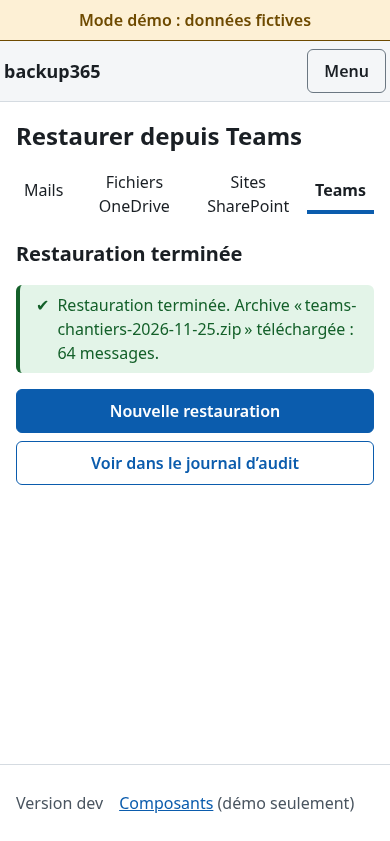 Mode démo : données fictives
backup365
Menu
Restaurer depuis Teams
Mails
Fichiers
OneDrive
Sites
SharePoint
Teams
Restauration terminée
✔ Restauration terminée. Archive « teams-
chantiers-2026-11-25.zip » téléchargée :
64 messages.
Nouvelle restauration
Voir dans le journal d’audit
Version dev Composants (démo seulement)